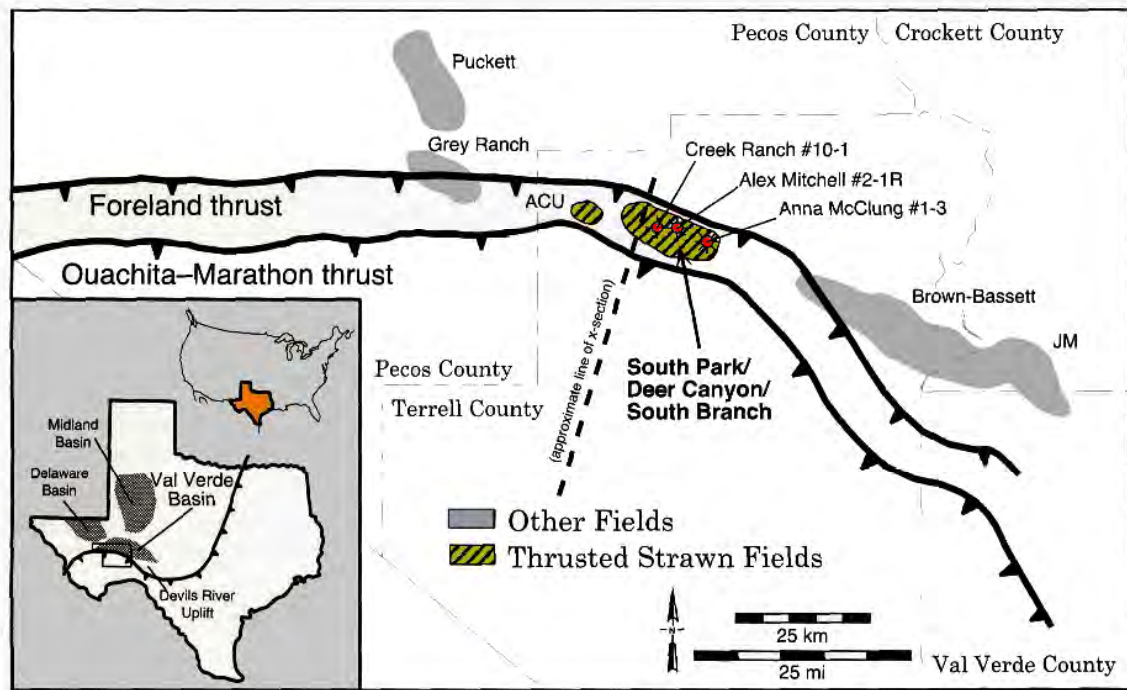 Pecos County
Crockett County
Puckett
Grey Ranch
Creek Ranch #10-1
Alex Mitchell #2-1R
Anna McClung #1-3
ACU
Foreland thrust
Ouachita–Marathon thrust
Brown-Bassett
JM
(approximate line of x-section)
South Park/
Deer Canyon/
South Branch
Pecos County
Terrell County
Midland
Basin
Delaware
Basin
Val Verde
Basin
Devils River
Uplift
Other Fields
Thrusted Strawn Fields
N
25 km
25 mi
Val Verde County